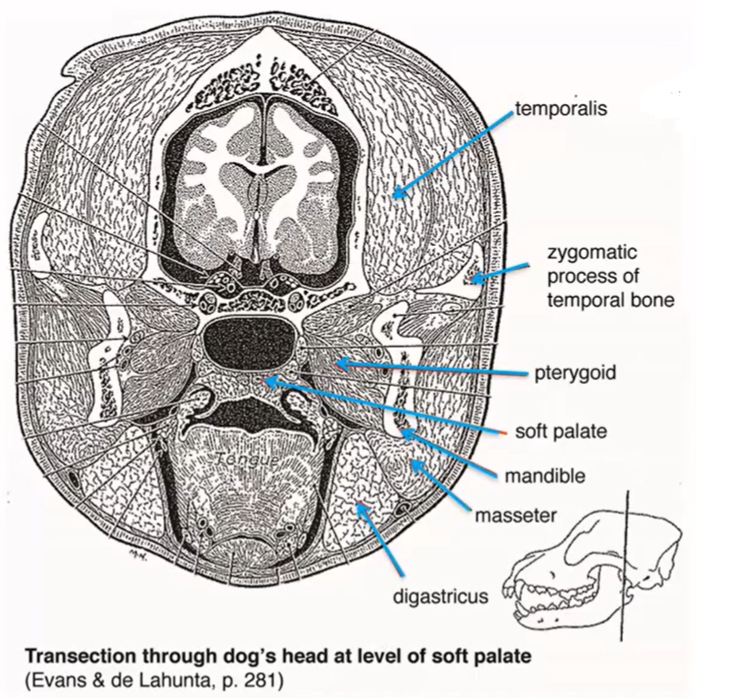 temporalis
zygomatic
process of
temporal bone
pterygoid
soft palate
Tongue
mandible
masseter
digastricus
Transection through dog's head at level of soft palate
(Evans & de Lahunta, p. 281)